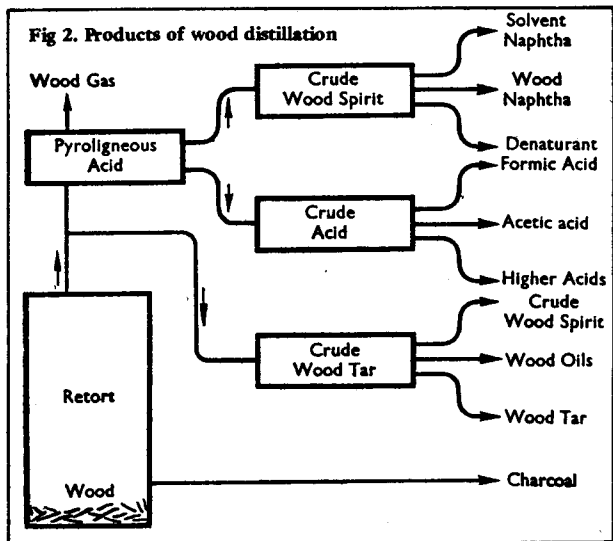 Fig 2. Products of wood distillation
Wood Gas
Pyroligneous
Acid
Retort
Wood
Crude
Wood Spirit
Crude
Acid
Crude
Wood Tar
Solvent
Naphtha
Wood
Naphtha
Denaturant
Formic Acid
Acetic acid
Higher Acids
Crude
Wood Spirit
Wood Oils
Wood Tar
Charcoal